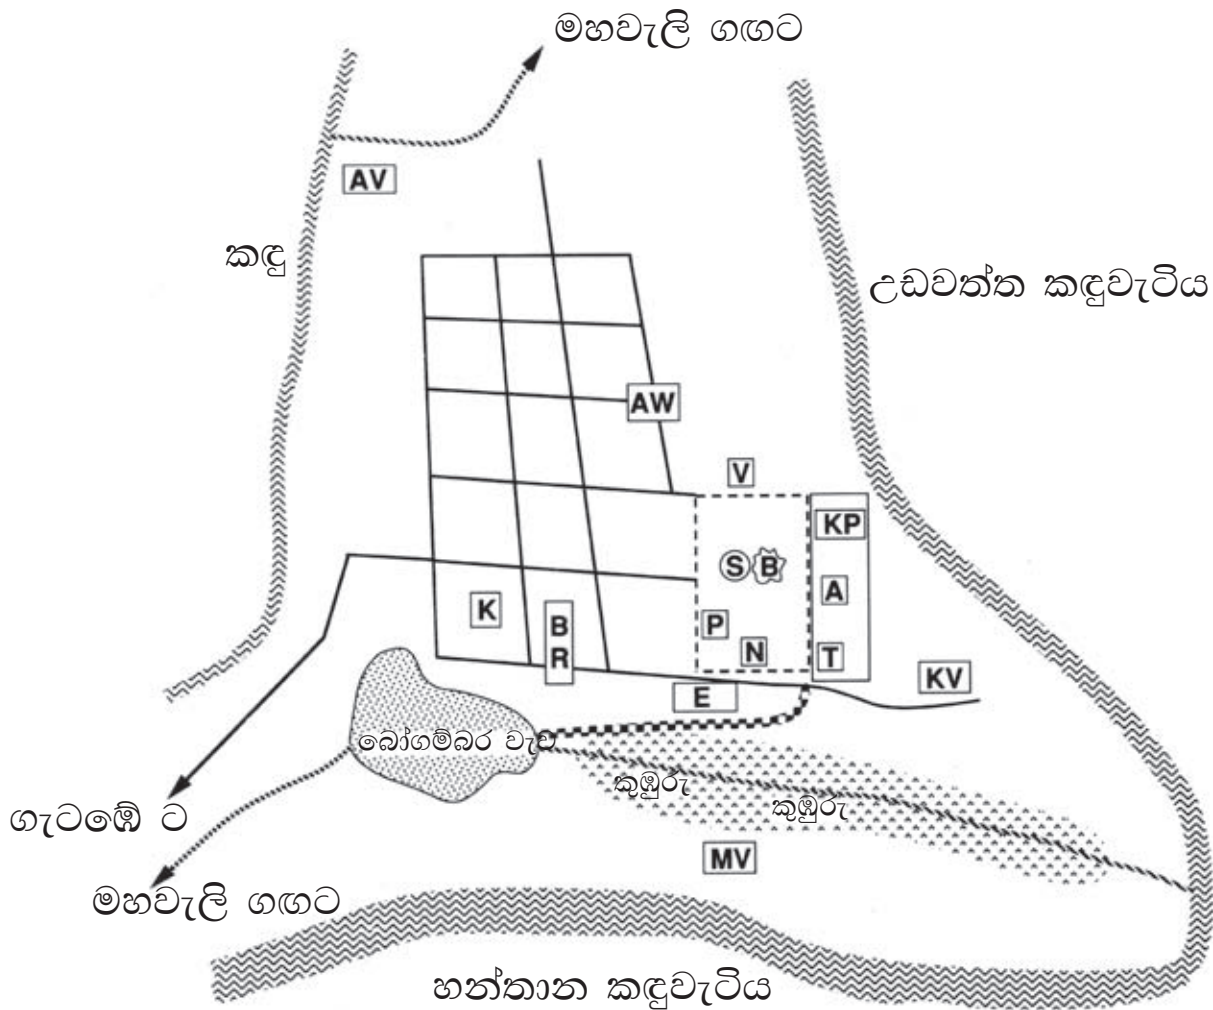 මහවැලි ගඟට
AV
කඳු
උඩවත්ත කඳුවැටිය
AW
V
KP
S B
A
K
B
R
P
N
T
KV
E
බෝගම්බර වැව
කුඹුරු
කුඹුරු
ගැටඹේ ට
MV
මහවැලි ගඟට
හන්තාන කඳුවැටිය